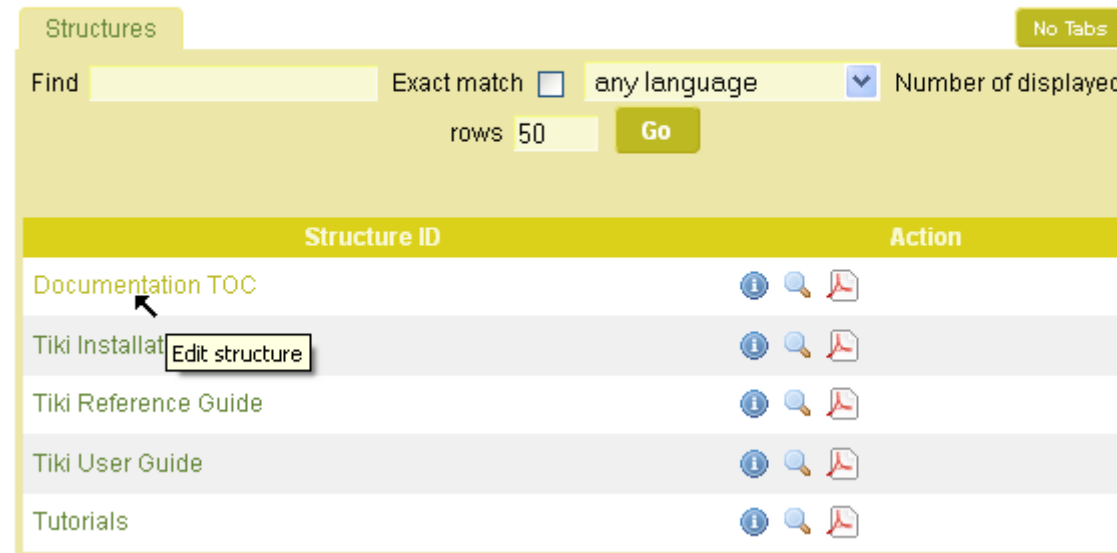 Structures
No Tabs
Find Exact match any language Number of displayed
rows 50 Go
Structure ID Action
Documentation TOC
Tiki
Edit structure
Tiki Reference Guide
Tiki User Guide
Tutorials